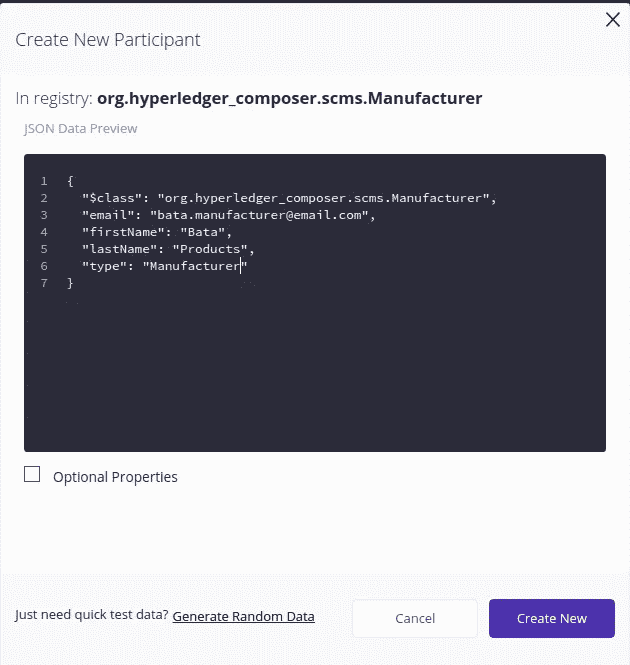 Create New Participant
In registry: org.hyperledger_composer.scms.Manufacturer
JSON Data Preview
1 {
2 "$class": "org.hyperledger_composer.scms.Manufacturer",
3 "email": "bata.manufacturer@email.com",
4 "firstName": "Bata",
5 "lastName": "Products",
6 "type": "Manufacturer"
7 }
Optional Properties
Just need quick test data? Generate Random Data Cancel Create New